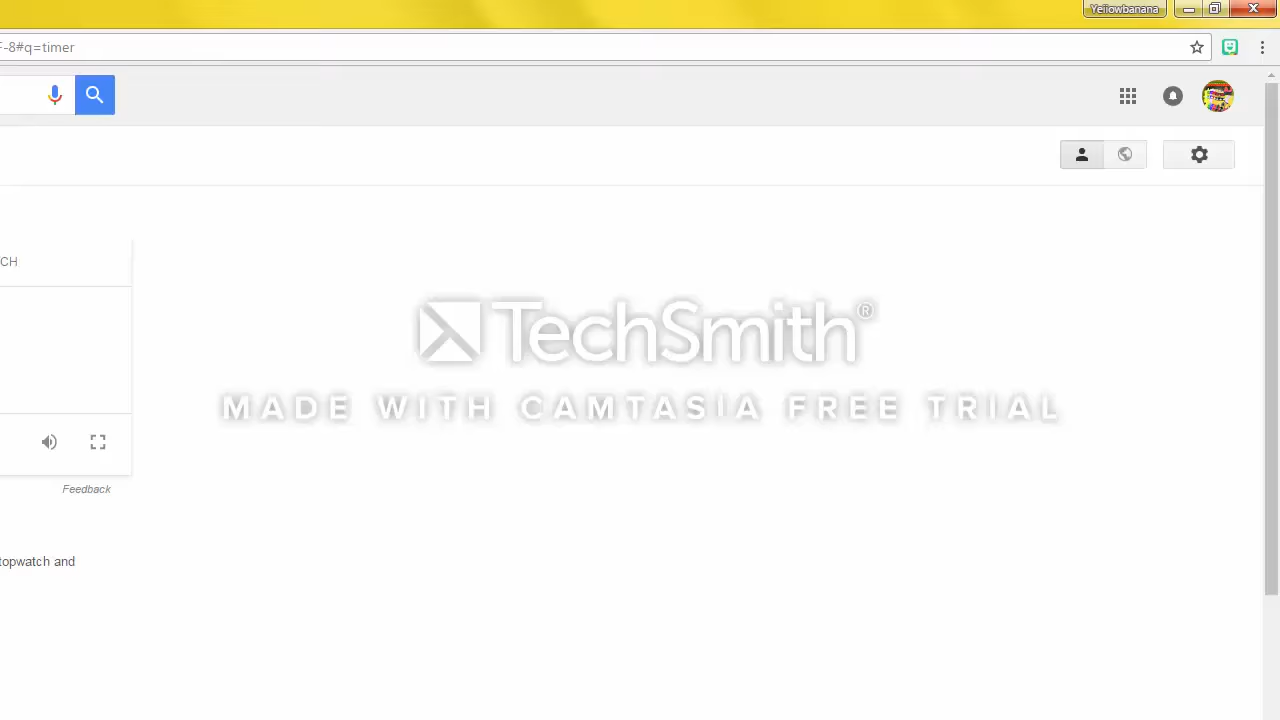 Yellowbanana
F-8#q=timer
CH
TechSmith®
MADE WITH CAMTASIA FREE TRIAL
Feedback
topwatch and